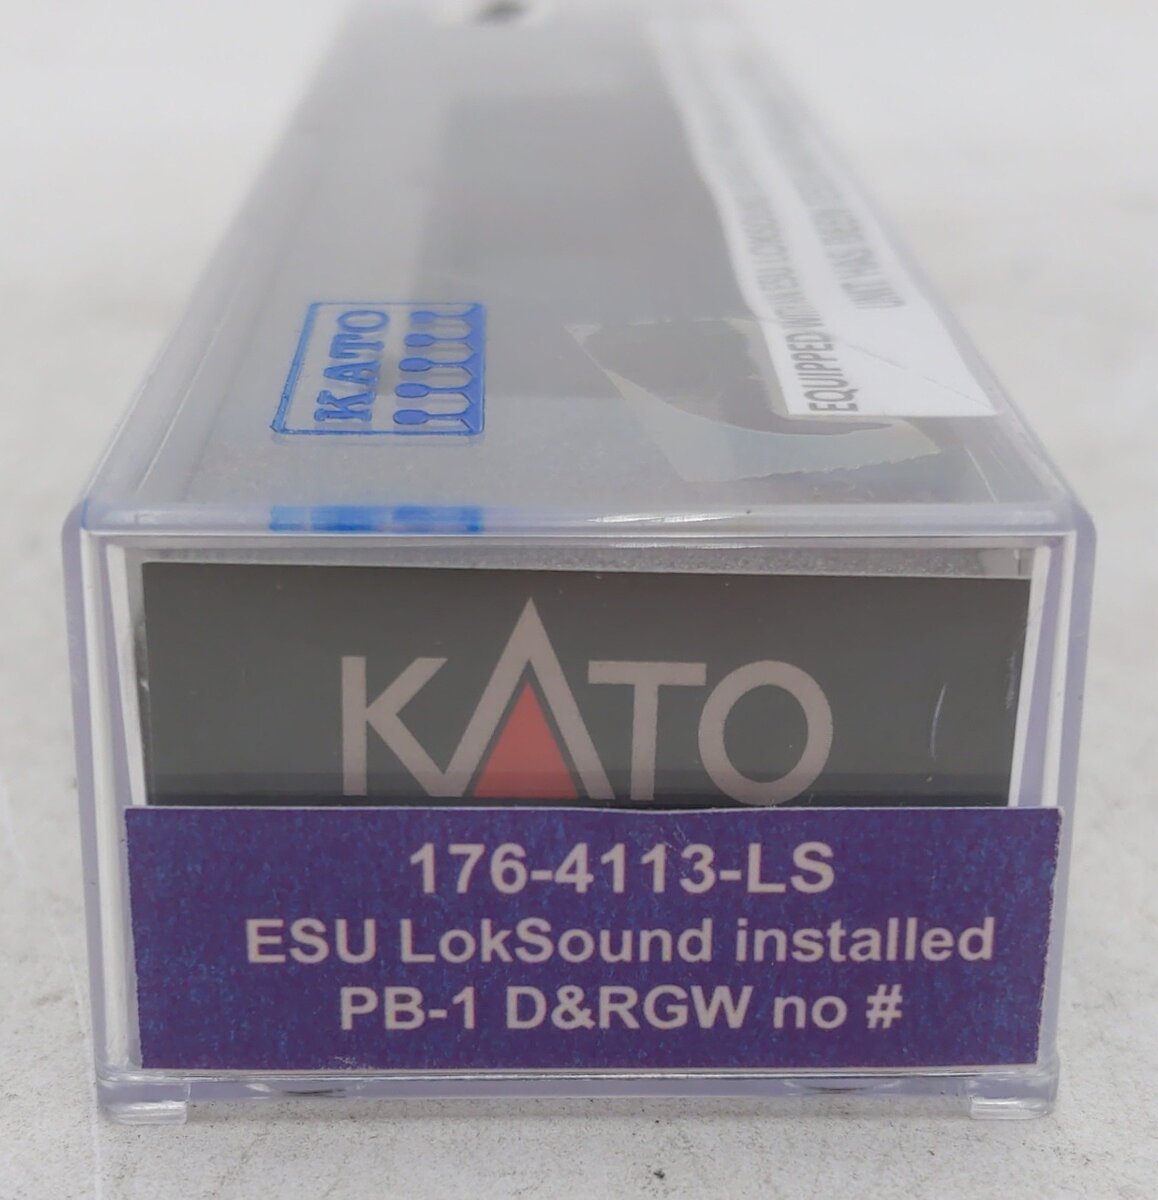 KATO
EQUIPPED WITH AN ESU LOKSOUND
UNIT HAS BEEN
KATO
176-4113-LS
ESU LokSound installed
PB-1 D&RGW no #